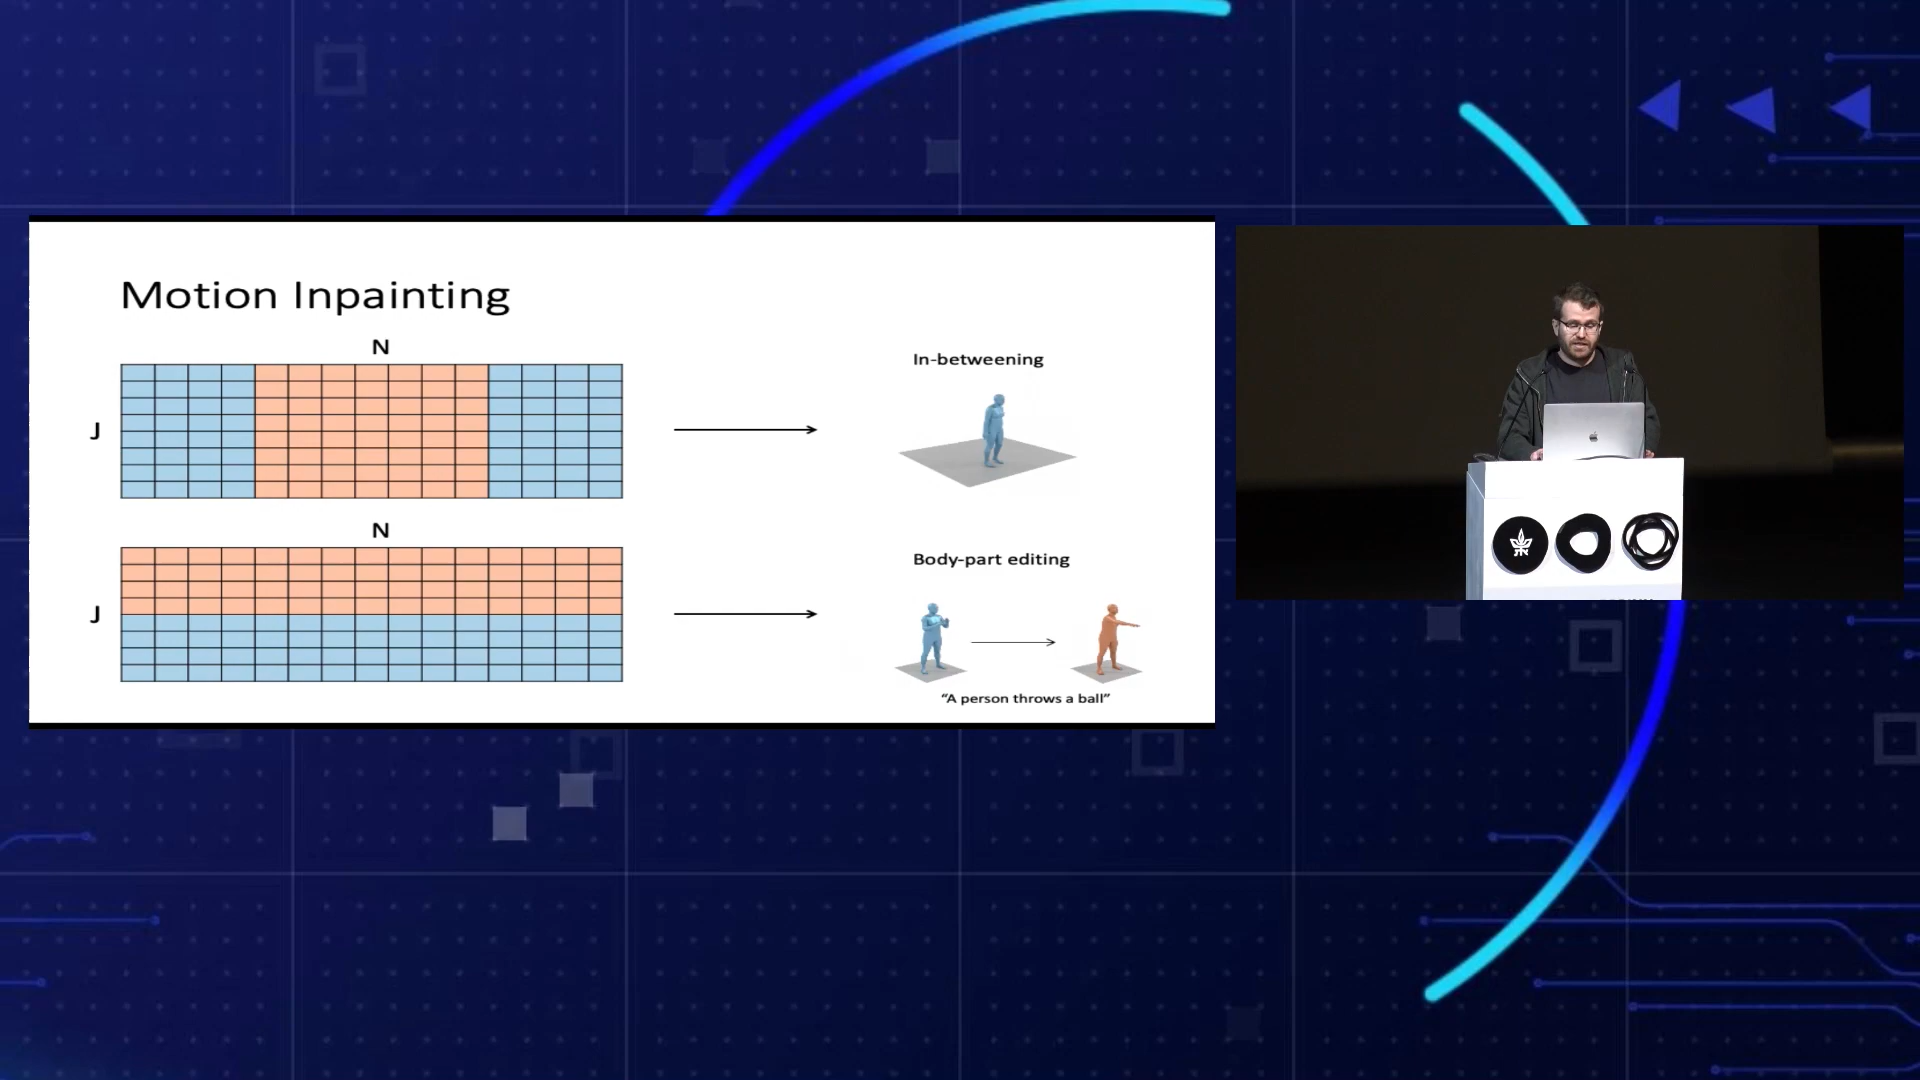 Motion Inpainting
N
J
In-betweening
N
J
Body-part editing
“A person throws a ball”